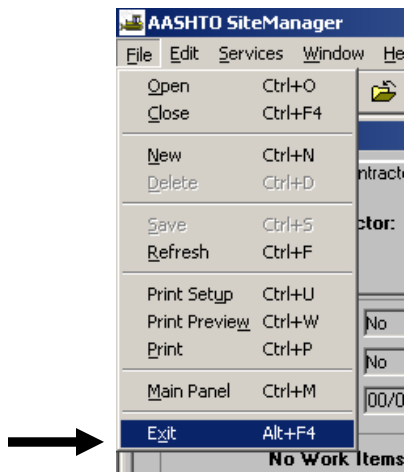 AASHTO SiteManager
File Edit Services Window He
Open Ctrl+O
Close Ctrl+F4
New Ctrl+N
ntracto
Delete Ctrl+D
Save Ctrl+S
ctor:
Refresh Ctrl+F
Print Setup Ctrl+U
Print Preview Ctrl+W
No
Print Ctrl+P
No
Main Panel Ctrl+M
00/0
Exit Alt+F4
No Work Items